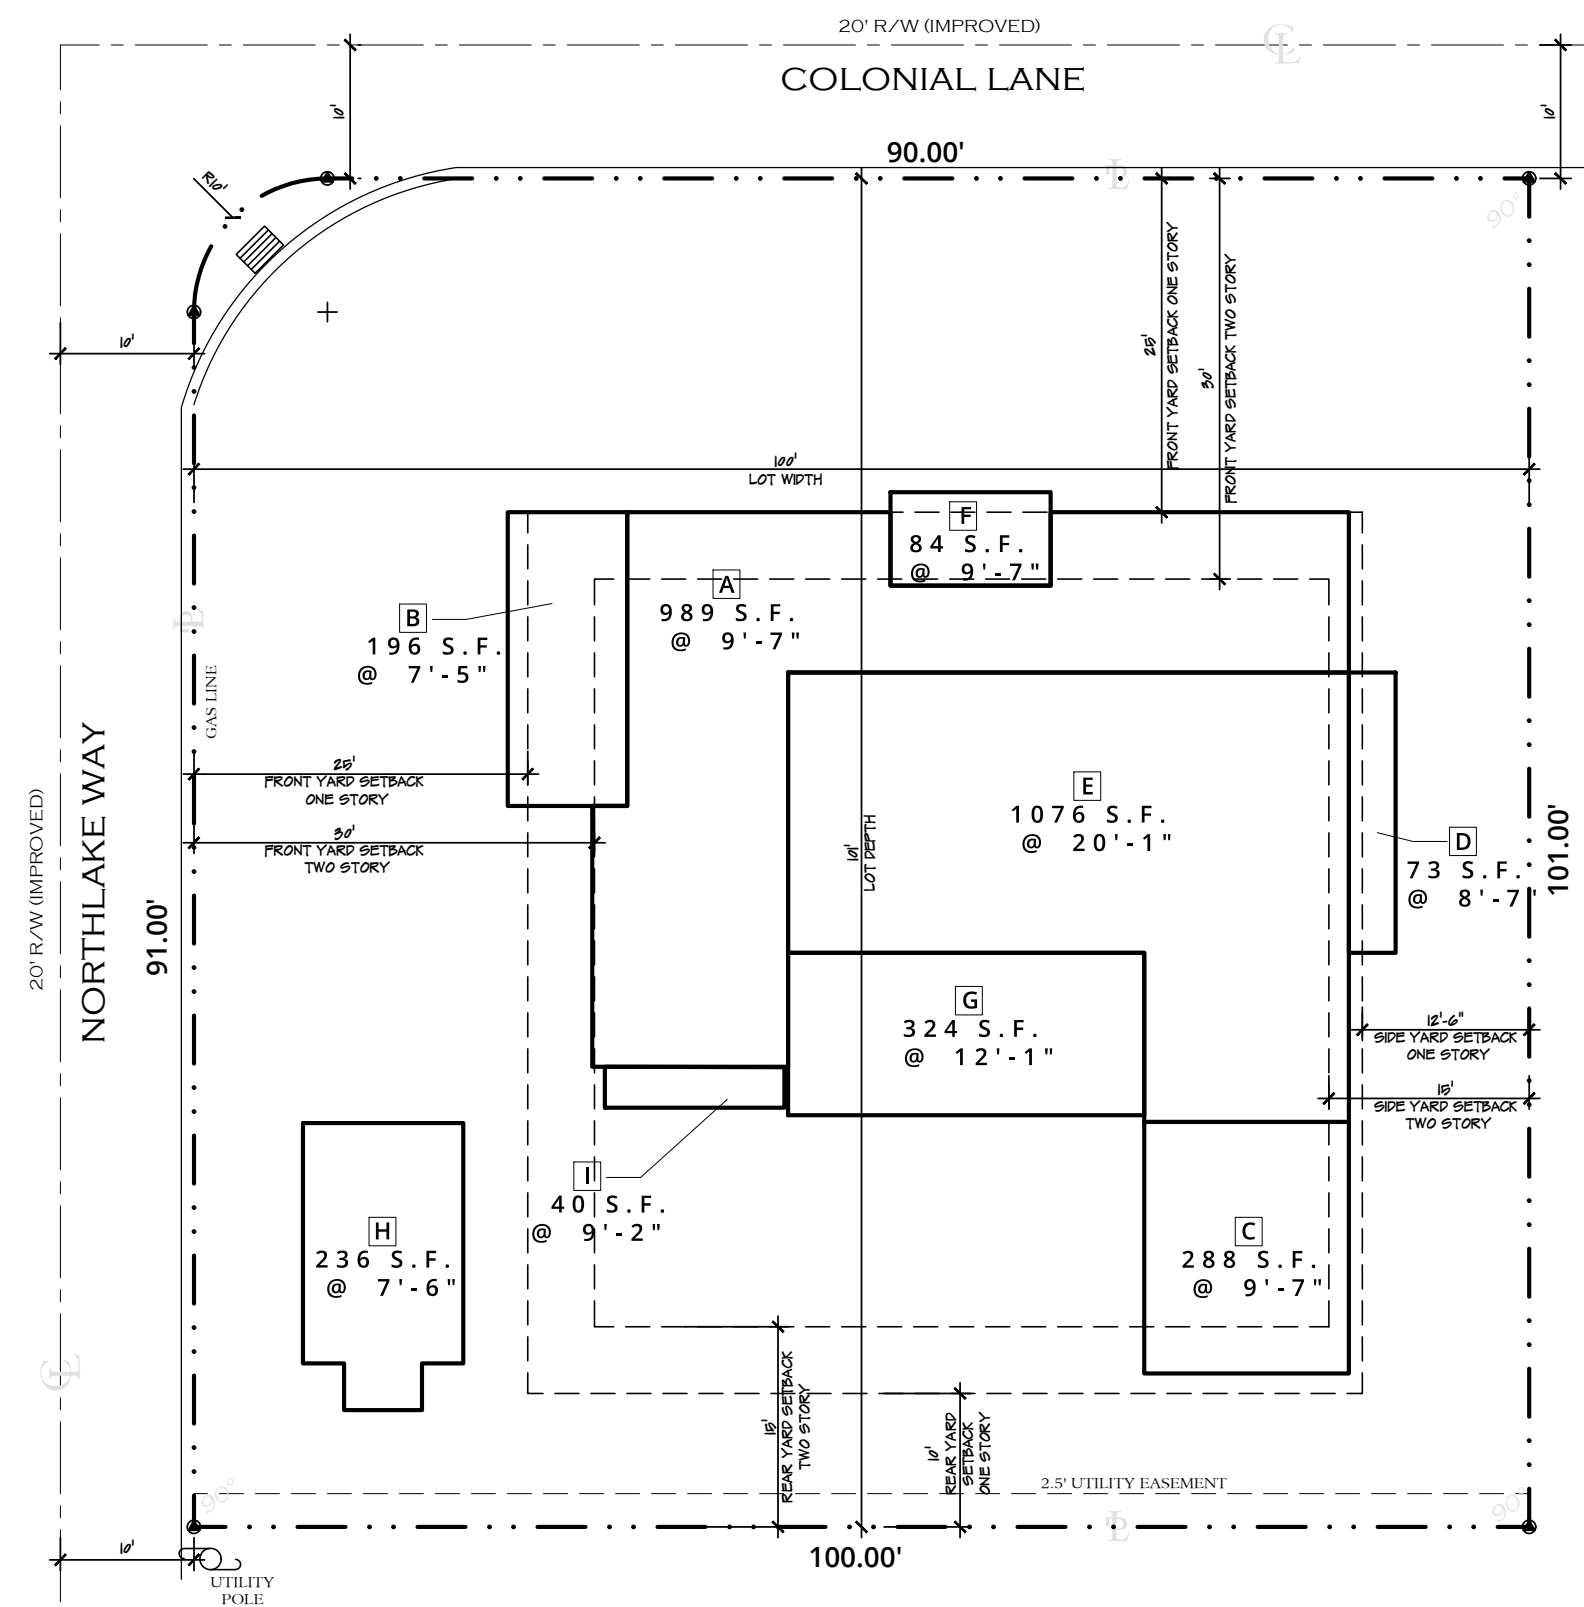 20' R/W (IMPROVED)
CL
COLONIAL LANE
10'
10'
90.00'
PL
R10'
90°
10'
25'
FRONT YARD SETBACK ONE STORY
30'
FRONT YARD SETBACK TWO STORY
100'
LOT WIDTH
F
84 S.F.
@ 9'-7"
A
989 S.F.
@ 9'-7"
B
196 S.F.
@ 7'-5"
PL
GAS LINE
25'
FRONT YARD SETBACK
ONE STORY
30'
FRONT YARD SETBACK
TWO STORY
E
1076 S.F.
@ 20'-1"
101'
LOT DEPTH
D
73 S.F.
@ 8'-7"
101.00'
20' R/W (IMPROVED)
NORTHLAKE WAY
91.00'
G
324 S.F.
@ 12'-1"
12'-6"
SIDE YARD SETBACK
ONE STORY
15'
SIDE YARD SETBACK
TWO STORY
I
40 S.F.
@ 9'-2"
H
236 S.F.
@ 7'-6"
C
288 S.F.
@ 9'-7"
CL
15'
REAR YARD SETBACK
TWO STORY
10'
REAR YARD
SETBACK
ONE STORY
2.5' UTILITY EASEMENT
90°
90°
PL
10'
100.00'
UTILITY
POLE